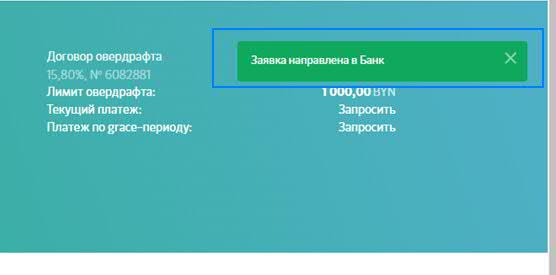 Договор овердрафта
Заявка направлена в Банк
15,80%, № 6082881
Лимит овердрафта: 1 000,00 BYN
Текущий платеж: Запросить
Платеж по grace-периоду: Запросить